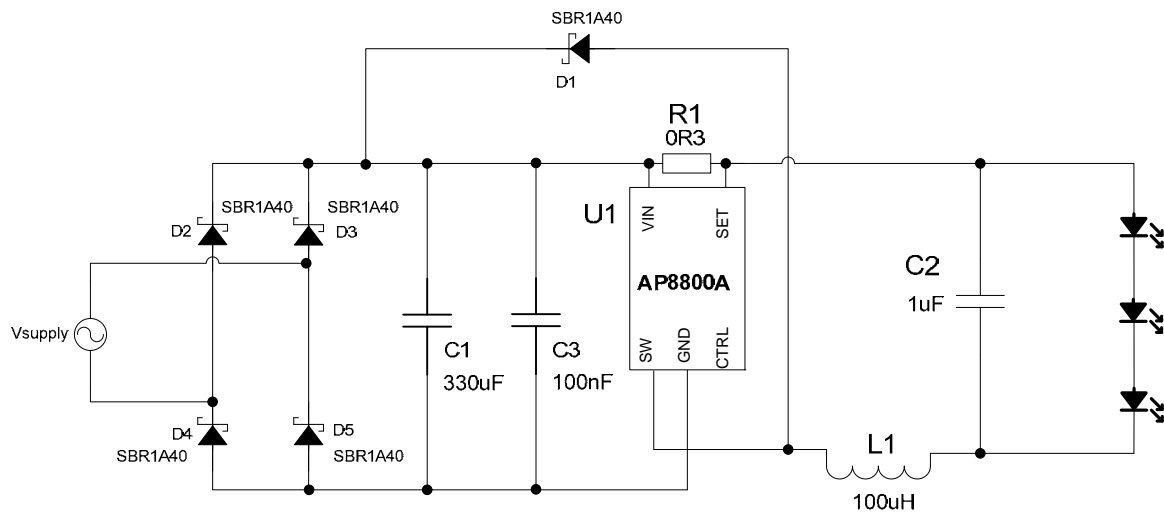 SBR1A40
D1
R1
0R3
SBR1A40
SBR1A40
D2
D3
U1
VIN
SET
AP8800A
SW
GND
CTRL
Vsupply
C1
330uF
C3
100nF
C2
1uF
D4
SBR1A40
D5
SBR1A40
L1
100uH